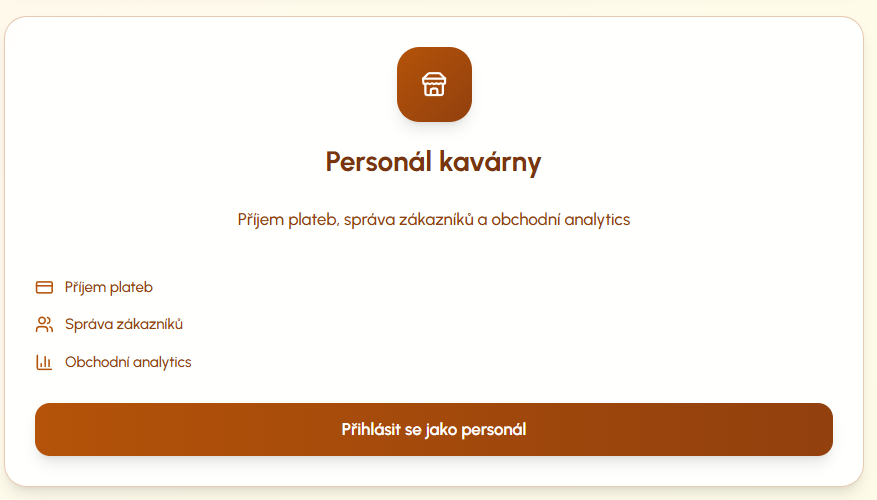 Personál kavárny
Příjem plateb, správa zákazníků a obchodní analytics
Příjem plateb
Správa zákazníků
Obchodní analytics
Přihlásit se jako personál